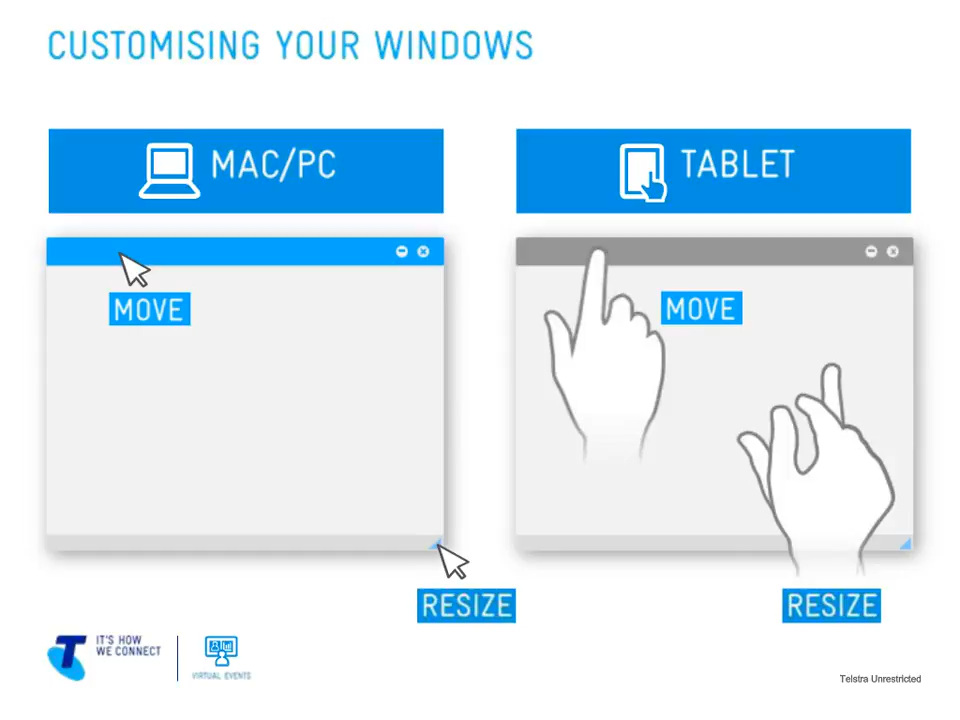 CUSTOMISING YOUR WINDOWS
MAC/PC
TABLET
MOVE
MOVE
RESIZE
RESIZE
IT'S HOW
WE CONNECT
VIRTUAL EVENTS
Telstra Unrestricted